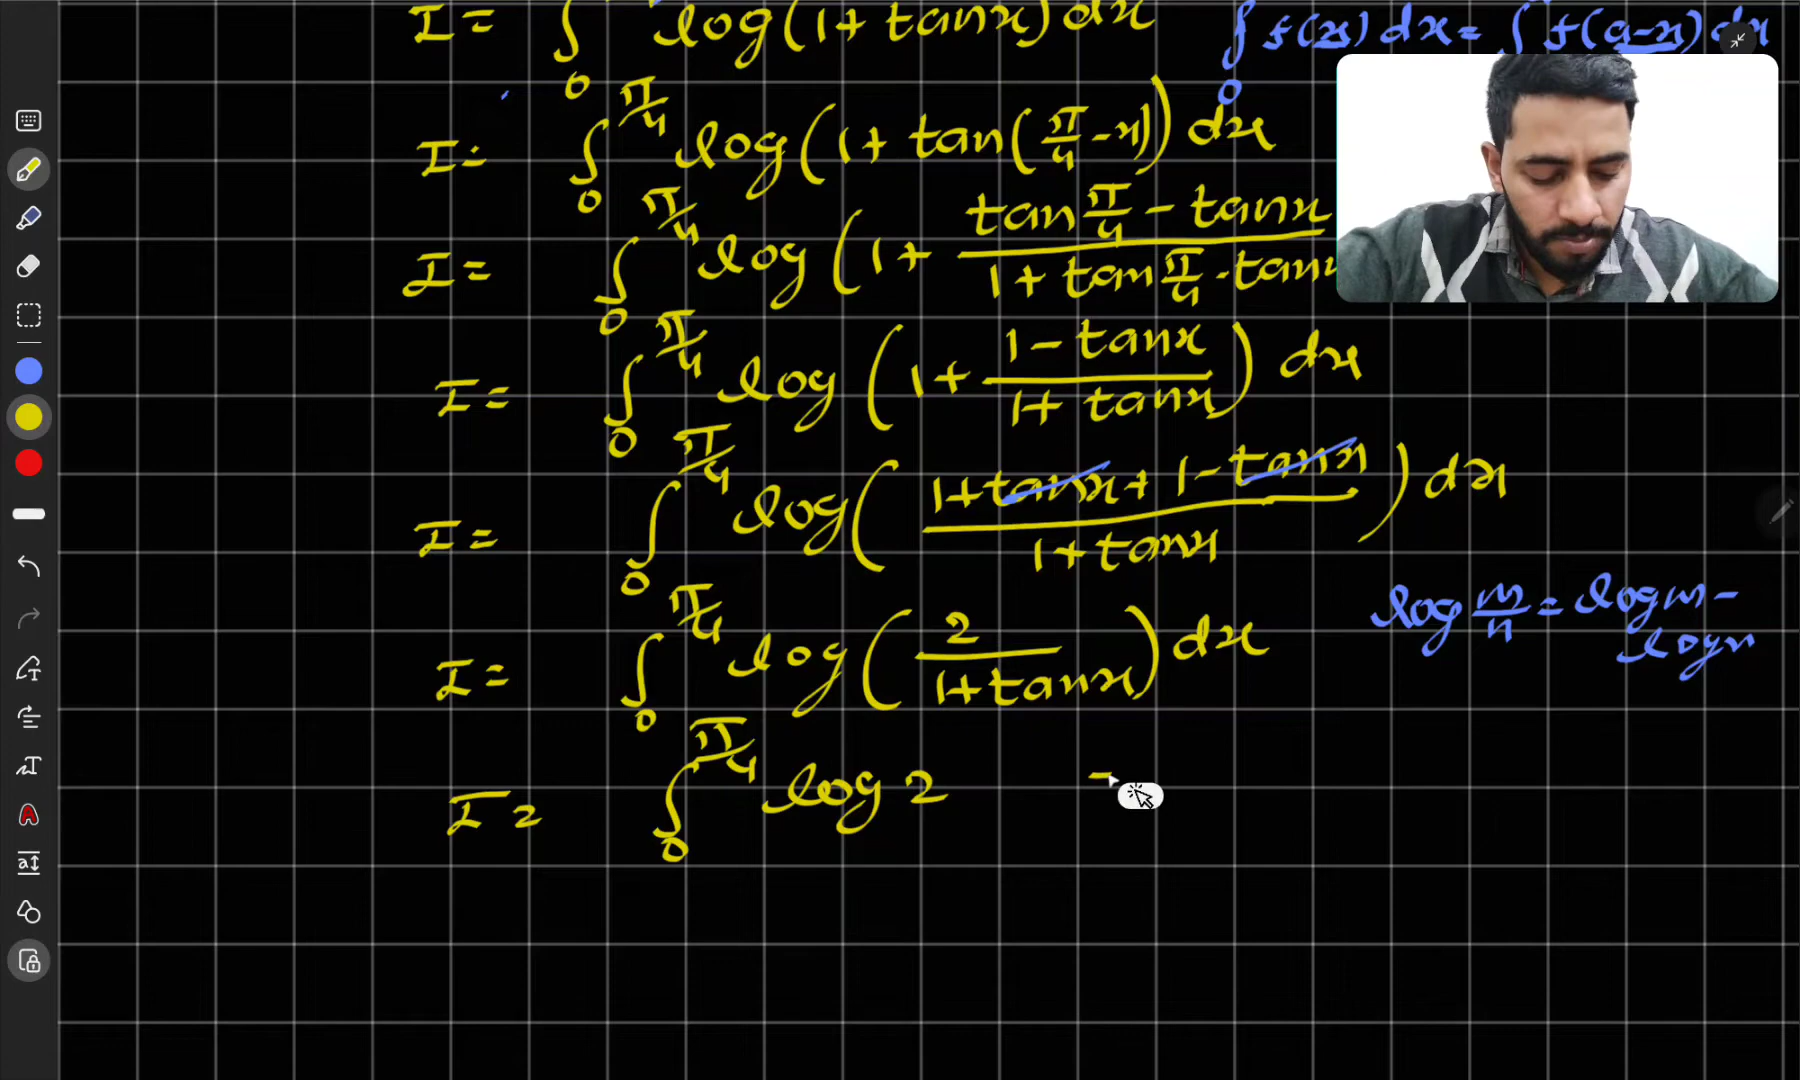 I = ∫₀ log(1 + tanx) dx
∫₀ f(x) dx = ∫ f(a-x) dx
I = ∫₀^(π/4) log(1 + tan(π/4 - x)) dx
I = ∫₀^(π/4) log(1 + (tan π/4 - tanx)/(1 + tan π/4 · tanx
I = ∫₀^(π/4) log(1 + (1 - tanx)/(1 + tanx)) dx
I = ∫₀^(π/4) log((1 + tanx + 1 - tanx)/(1 + tanx)) dx
I = ∫₀^(π/4) log(2/(1 + tanx)) dx
log m/n = log m -
log n
I = ∫₀^(π/4) log 2 -